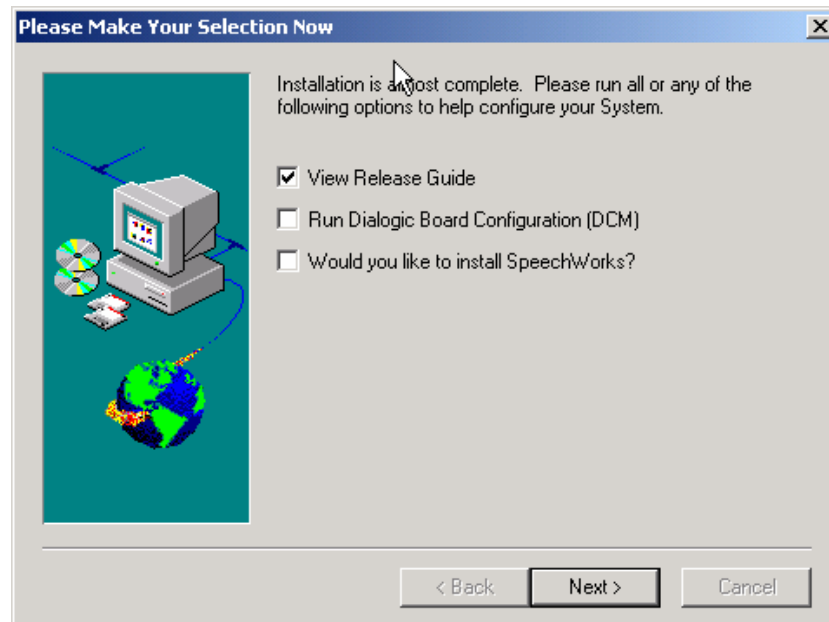 Please Make Your Selection Now
Installation is almost complete.  Please run all or any of the
following options to help configure your System.
View Release Guide
Run Dialogic Board Configuration (DCM)
Would you like to install SpeechWorks?
< Back
Next >
Cancel